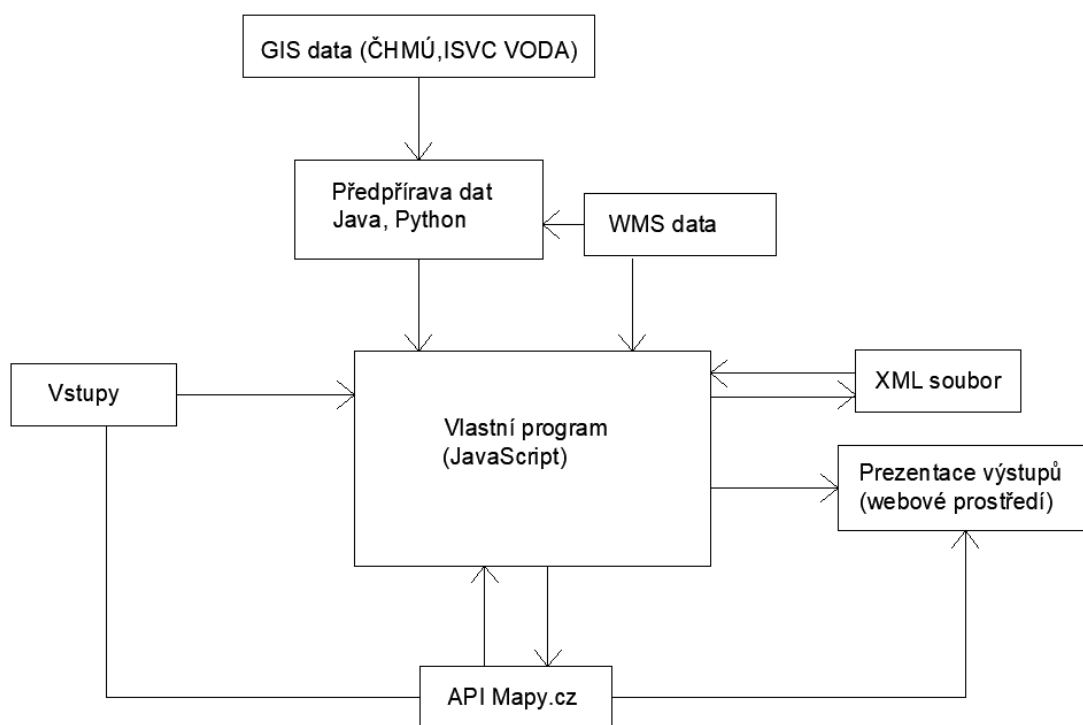 GIS data (ČHMÚ,ISVC VODA)
Předpřírava dat
Java, Python
WMS data
Vstupy
Vlastní program
(JavaScript)
XML soubor
Prezentace výstupů
(webové prostředí)
API Mapy.cz